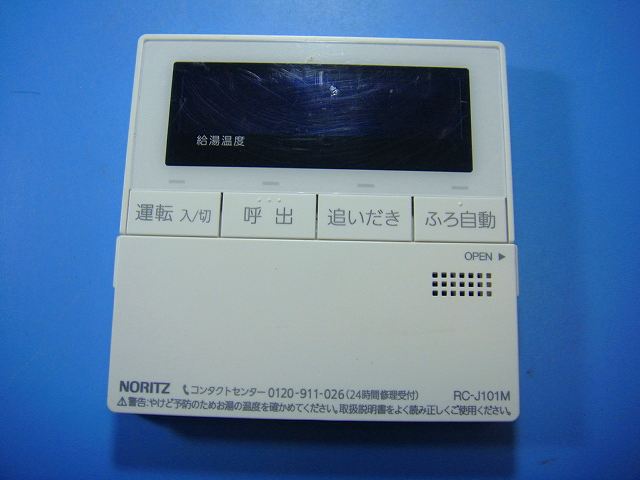 給湯温度
運転 入/切 呼出 追いだき ふろ自動
OPEN ▶
NORITZ コンタクトセンター 0120-911-026(24時間修理受付) RC-J101M
⚠警告:やけど予防のためお湯の温度を確かめてください。取扱説明書をよく読み正しくご使用ください。